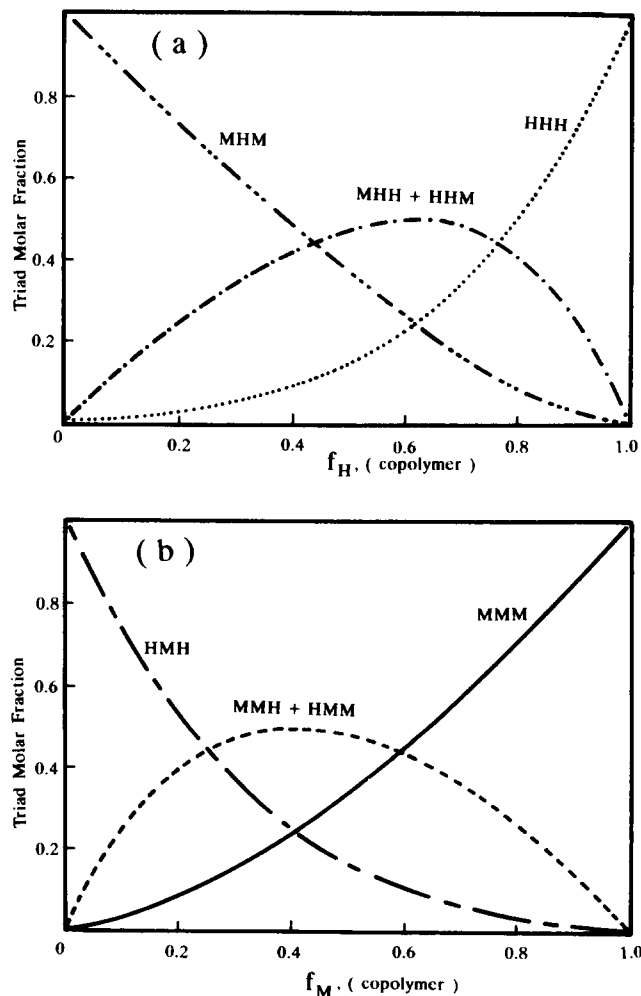 ( a )
0.8
0.6
0.4
0.2
Triad Molar Fraction
MHM
MHH + HHM
HHH
0 0.2 0.4 0.6 0.8 1.0
fH, ( copolymer )
( b )
0.8
0.6
0.4
0.2
Triad Molar Fraction
HMH
MMH + HMM
MMM
0 0.2 0.4 0.6 0.8 1.0
fM, ( copolymer )